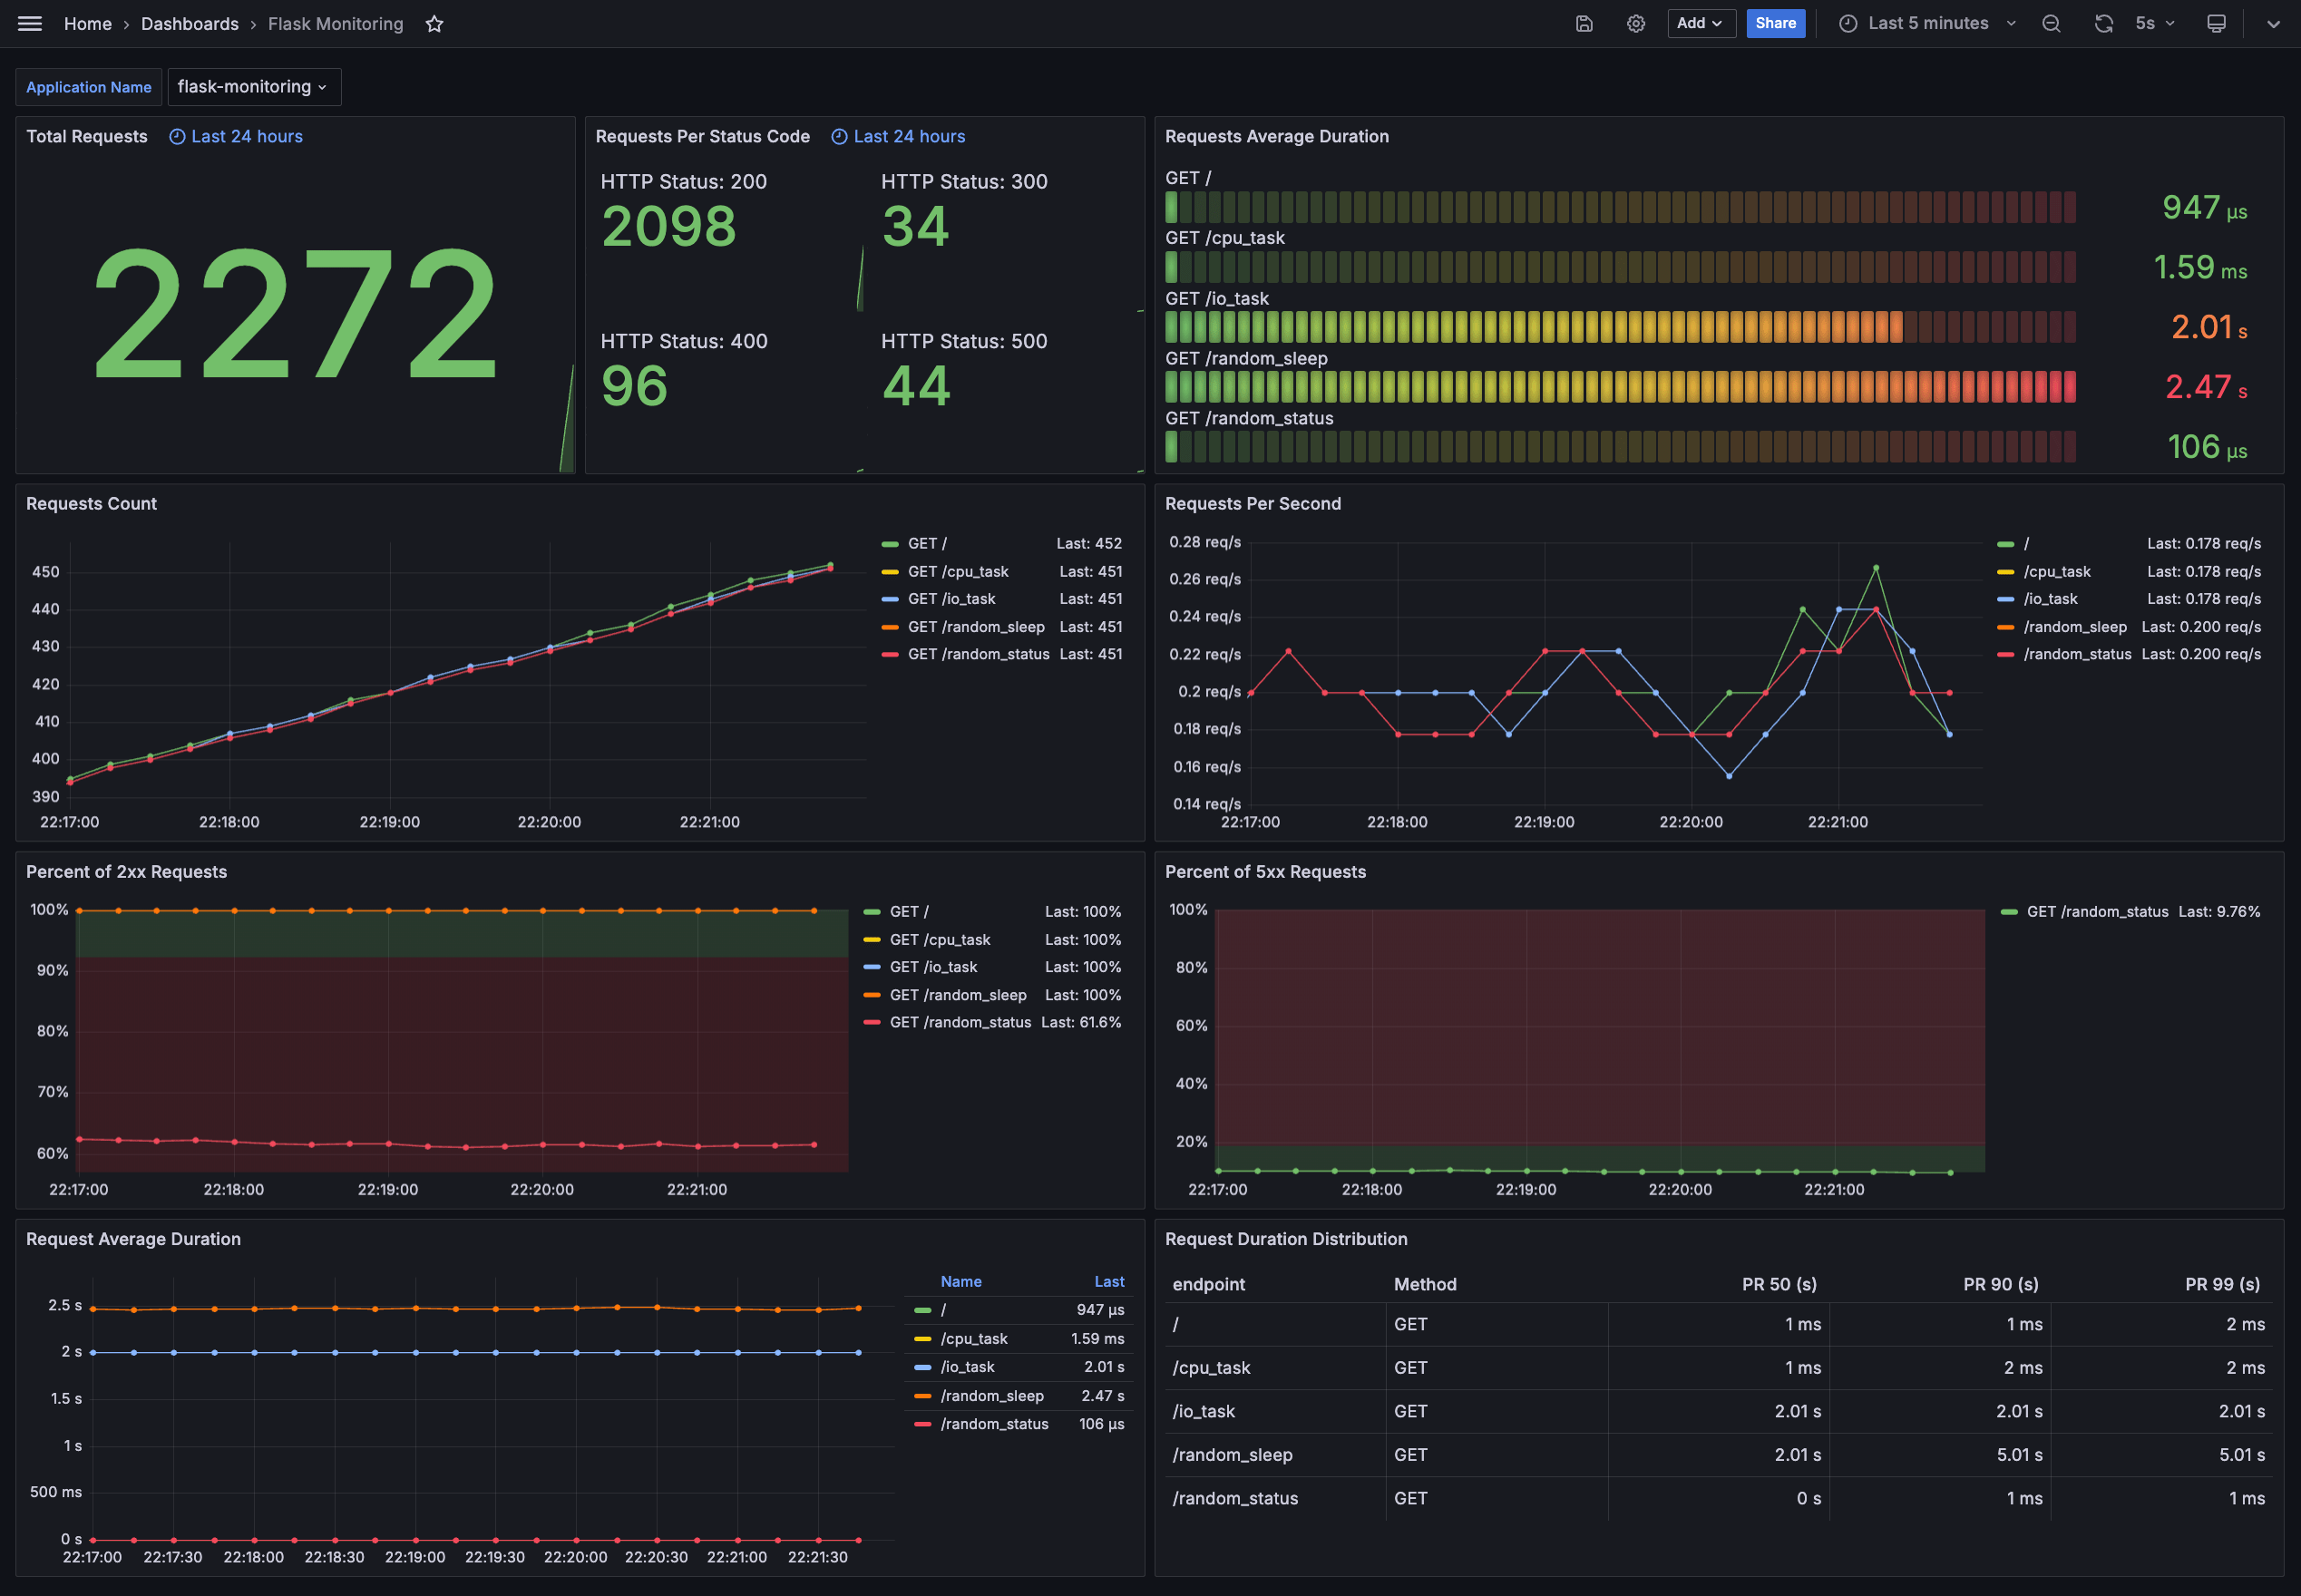 Home › Dashboards › Flask Monitoring
Add
Share
Last 5 minutes
5s
Application Name
flask-monitoring
Total Requests
Last 24 hours
2272
Requests Per Status Code
Last 24 hours
HTTP Status: 200
2098
HTTP Status: 300
34
HTTP Status: 400
96
HTTP Status: 500
44
Requests Average Duration
GET /
947 µs
GET /cpu_task
1.59 ms
GET /io_task
2.01 s
GET /random_sleep
2.47 s
GET /random_status
106 µs
Requests Count
450
440
430
420
410
400
390
22:17:00 22:18:00 22:19:00 22:20:00 22:21:00
GET / Last: 452
GET /cpu_task Last: 451
GET /io_task Last: 451
GET /random_sleep Last: 451
GET /random_status Last: 451
Requests Per Second
0.28 req/s
0.26 req/s
0.24 req/s
0.22 req/s
0.2 req/s
0.18 req/s
0.16 req/s
0.14 req/s
22:17:00 22:18:00 22:19:00 22:20:00 22:21:00
/ Last: 0.178 req/s
/cpu_task Last: 0.178 req/s
/io_task Last: 0.178 req/s
/random_sleep Last: 0.200 req/s
/random_status Last: 0.200 req/s
Percent of 2xx Requests
100%
90%
80%
70%
60%
22:17:00 22:18:00 22:19:00 22:20:00 22:21:00
GET / Last: 100%
GET /cpu_task Last: 100%
GET /io_task Last: 100%
GET /random_sleep Last: 100%
GET /random_status Last: 61.6%
Percent of 5xx Requests
100%
80%
60%
40%
20%
22:17:00 22:18:00 22:19:00 22:20:00 22:21:00
GET /random_status Last: 9.76%
Request Average Duration
2.5 s
2 s
1.5 s
1 s
500 ms
0 s
22:17:00 22:17:30 22:18:00 22:18:30 22:19:00 22:19:30 22:20:00 22:20:30 22:21:00 22:21:30
Name Last
/ 947 µs
/cpu_task 1.59 ms
/io_task 2.01 s
/random_sleep 2.47 s
/random_status 106 µs
Request Duration Distribution
endpoint Method PR 50 (s) PR 90 (s) PR 99 (s)
/ GET 1 ms 1 ms 2 ms
/cpu_task GET 1 ms 2 ms 2 ms
/io_task GET 2.01 s 2.01 s 2.01 s
/random_sleep GET 2.01 s 5.01 s 5.01 s
/random_status GET 0 s 1 ms 1 ms